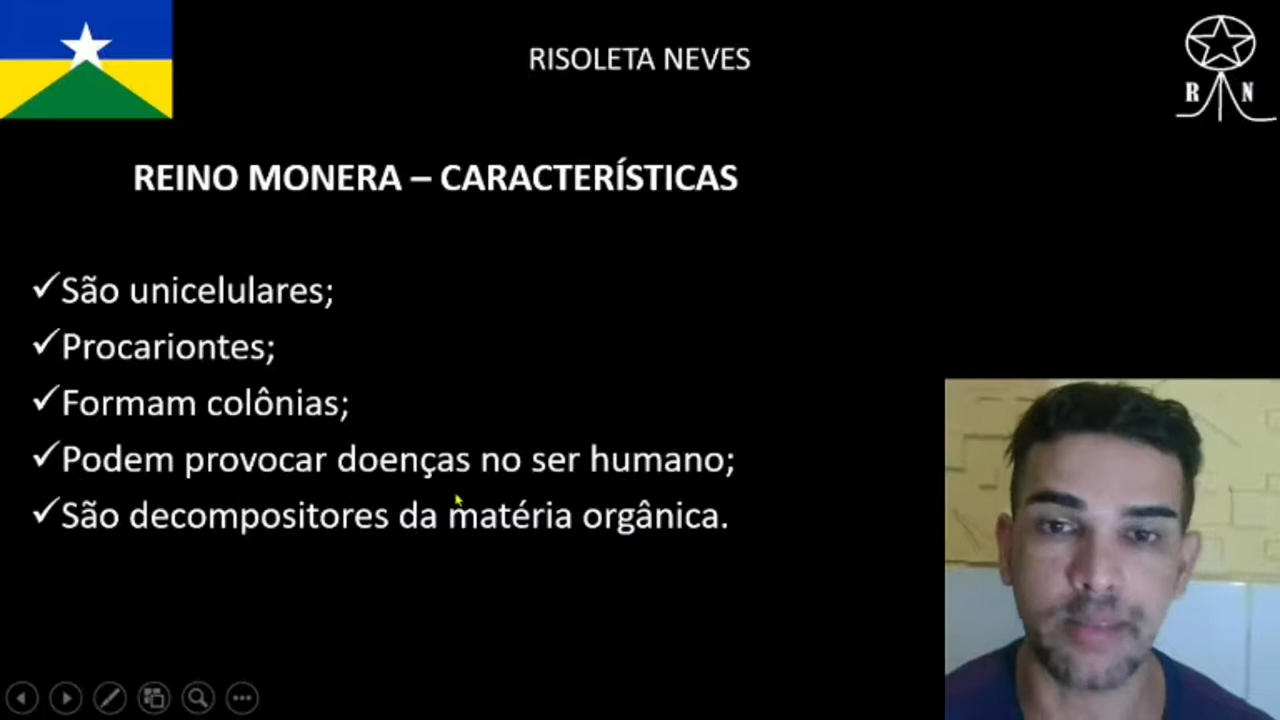 RISOLETA NEVES
R N
REINO MONERA – CARACTERÍSTICAS
✓São unicelulares;
✓Procariontes;
✓Formam colônias;
✓Podem provocar doenças no ser humano;
✓São decompositores da matéria orgânica.